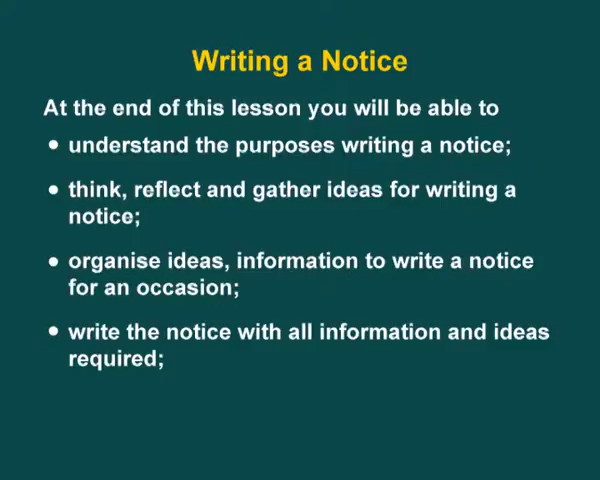 Writing a Notice
At the end of this lesson you will be able to
• understand the purposes writing a notice;
• think, reflect and gather ideas for writing a
notice;
• organise ideas, information to write a notice
for an occasion;
• write the notice with all information and ideas
required;